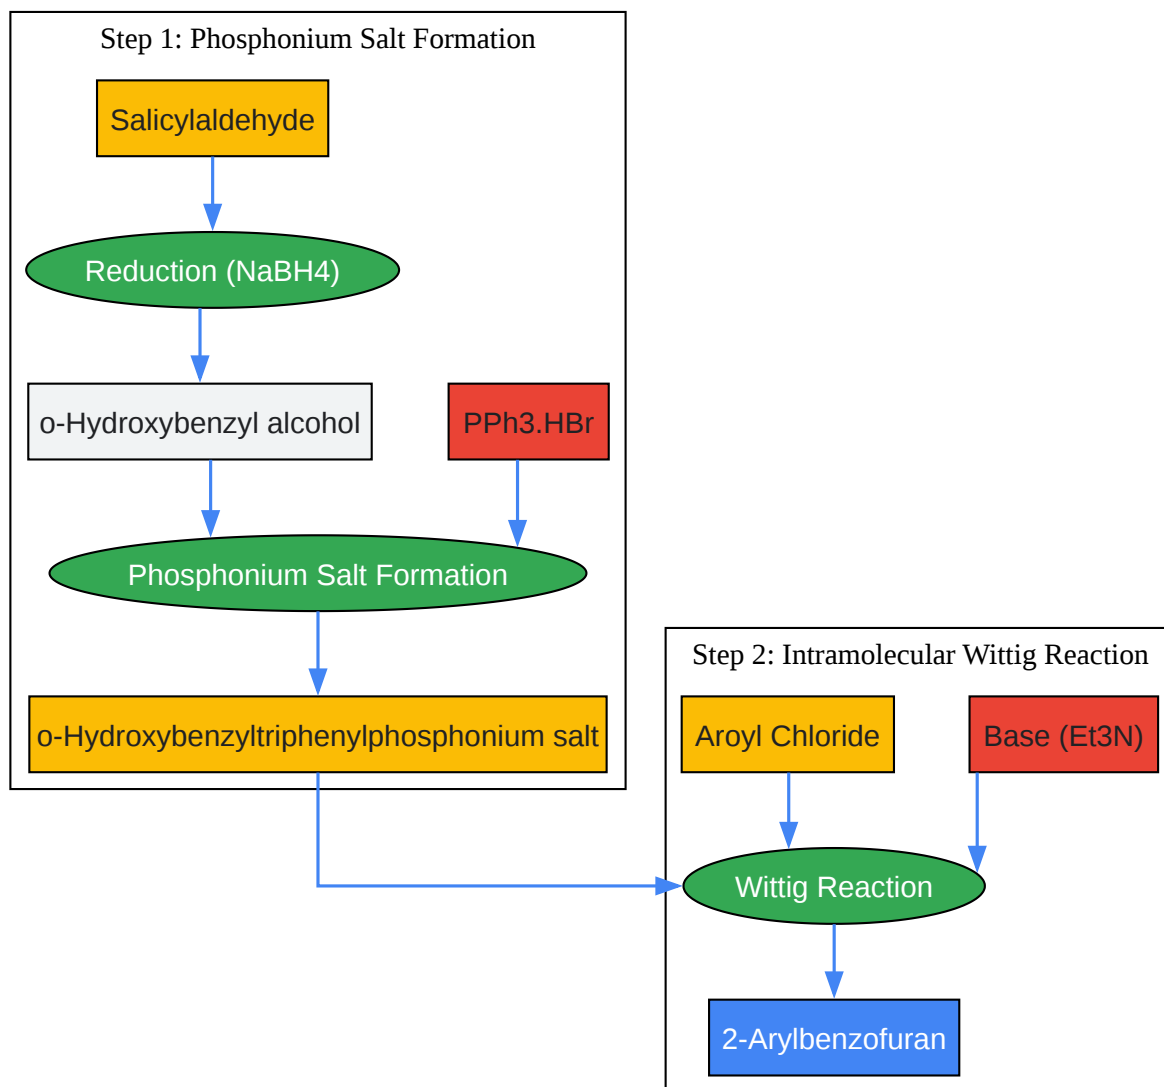 Step 1: Phosphonium Salt Formation
Salicylaldehyde
Reduction (NaBH4)
o-Hydroxybenzyl alcohol
PPh3.HBr
Phosphonium Salt Formation
o-Hydroxybenzyltriphenylphosphonium salt
Step 2: Intramolecular Wittig Reaction
Aroyl Chloride
Base (Et3N)
Wittig Reaction
2-Arylbenzofuran